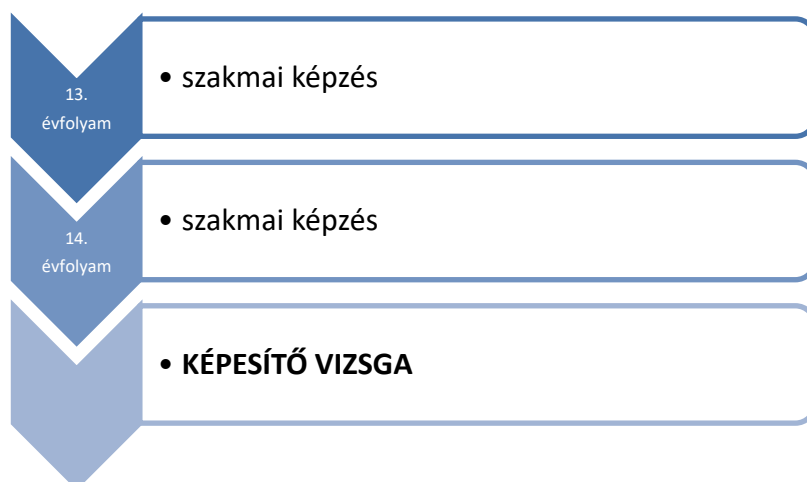 13.
évfolyam
• szakmai képzés
14.
évfolyam
• szakmai képzés
• KÉPESÍTŐ VIZSGA